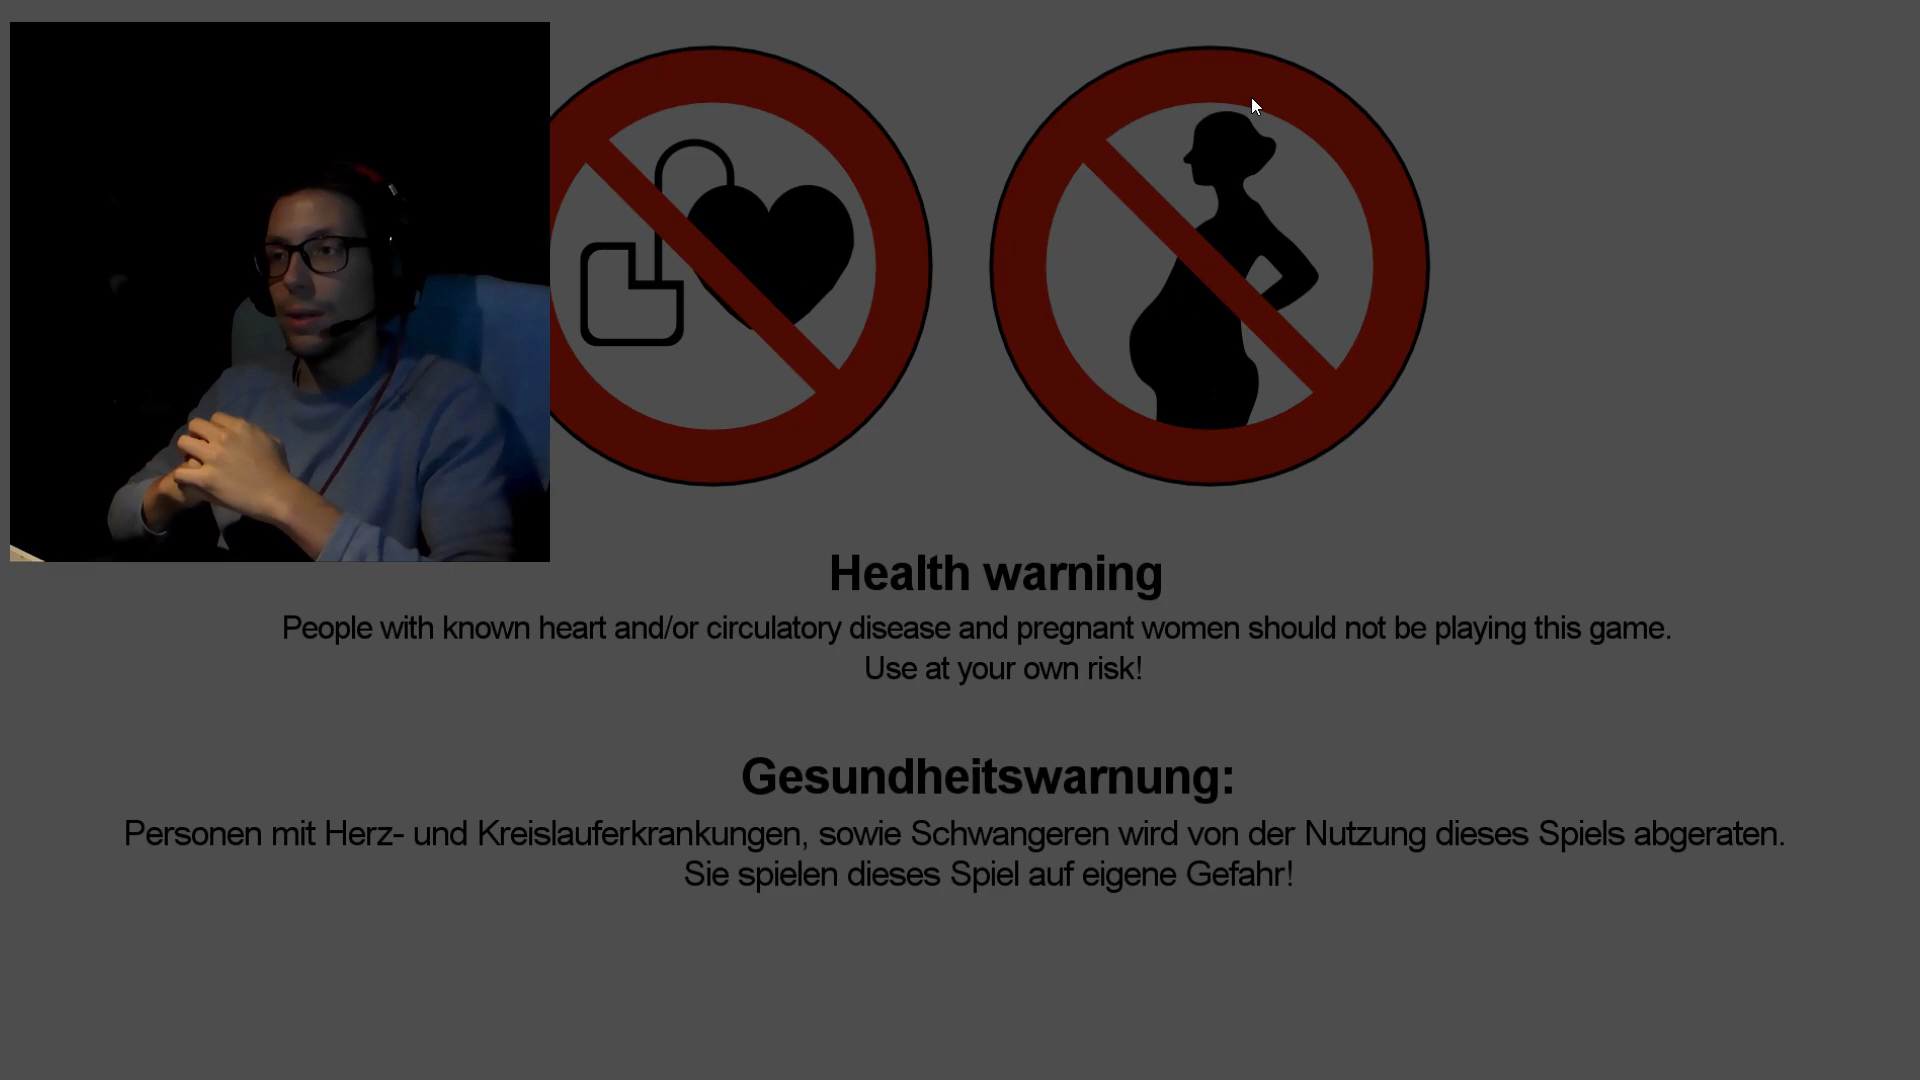 Health warning
People with known heart and/or circulatory disease and pregnant women should not be playing this game.
Use at your own risk!
Gesundheitswarnung:
Personen mit Herz- und Kreislauferkrankungen, sowie Schwangeren wird von der Nutzung dieses Spiels abgeraten.
Sie spielen dieses Spiel auf eigene Gefahr!